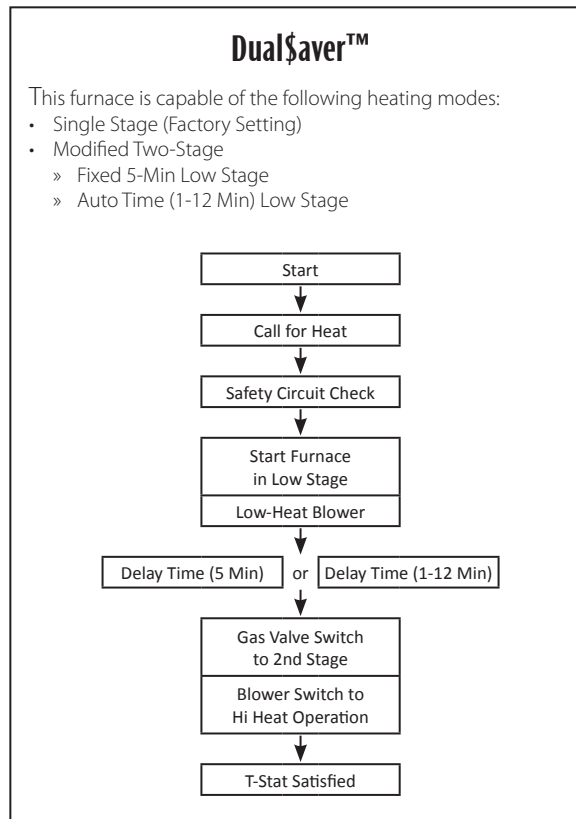 Dual$aver™
This furnace is capable of the following heating modes:
• Single Stage (Factory Setting)
• Modified Two-Stage
» Fixed 5-Min Low Stage
» Auto Time (1-12 Min) Low Stage
Start
Call for Heat
Safety Circuit Check
Start Furnace
in Low Stage
Low-Heat Blower
Delay Time (5 Min) or Delay Time (1-12 Min)
Gas Valve Switch
to 2nd Stage
Blower Switch to
Hi Heat Operation
T-Stat Satisfied